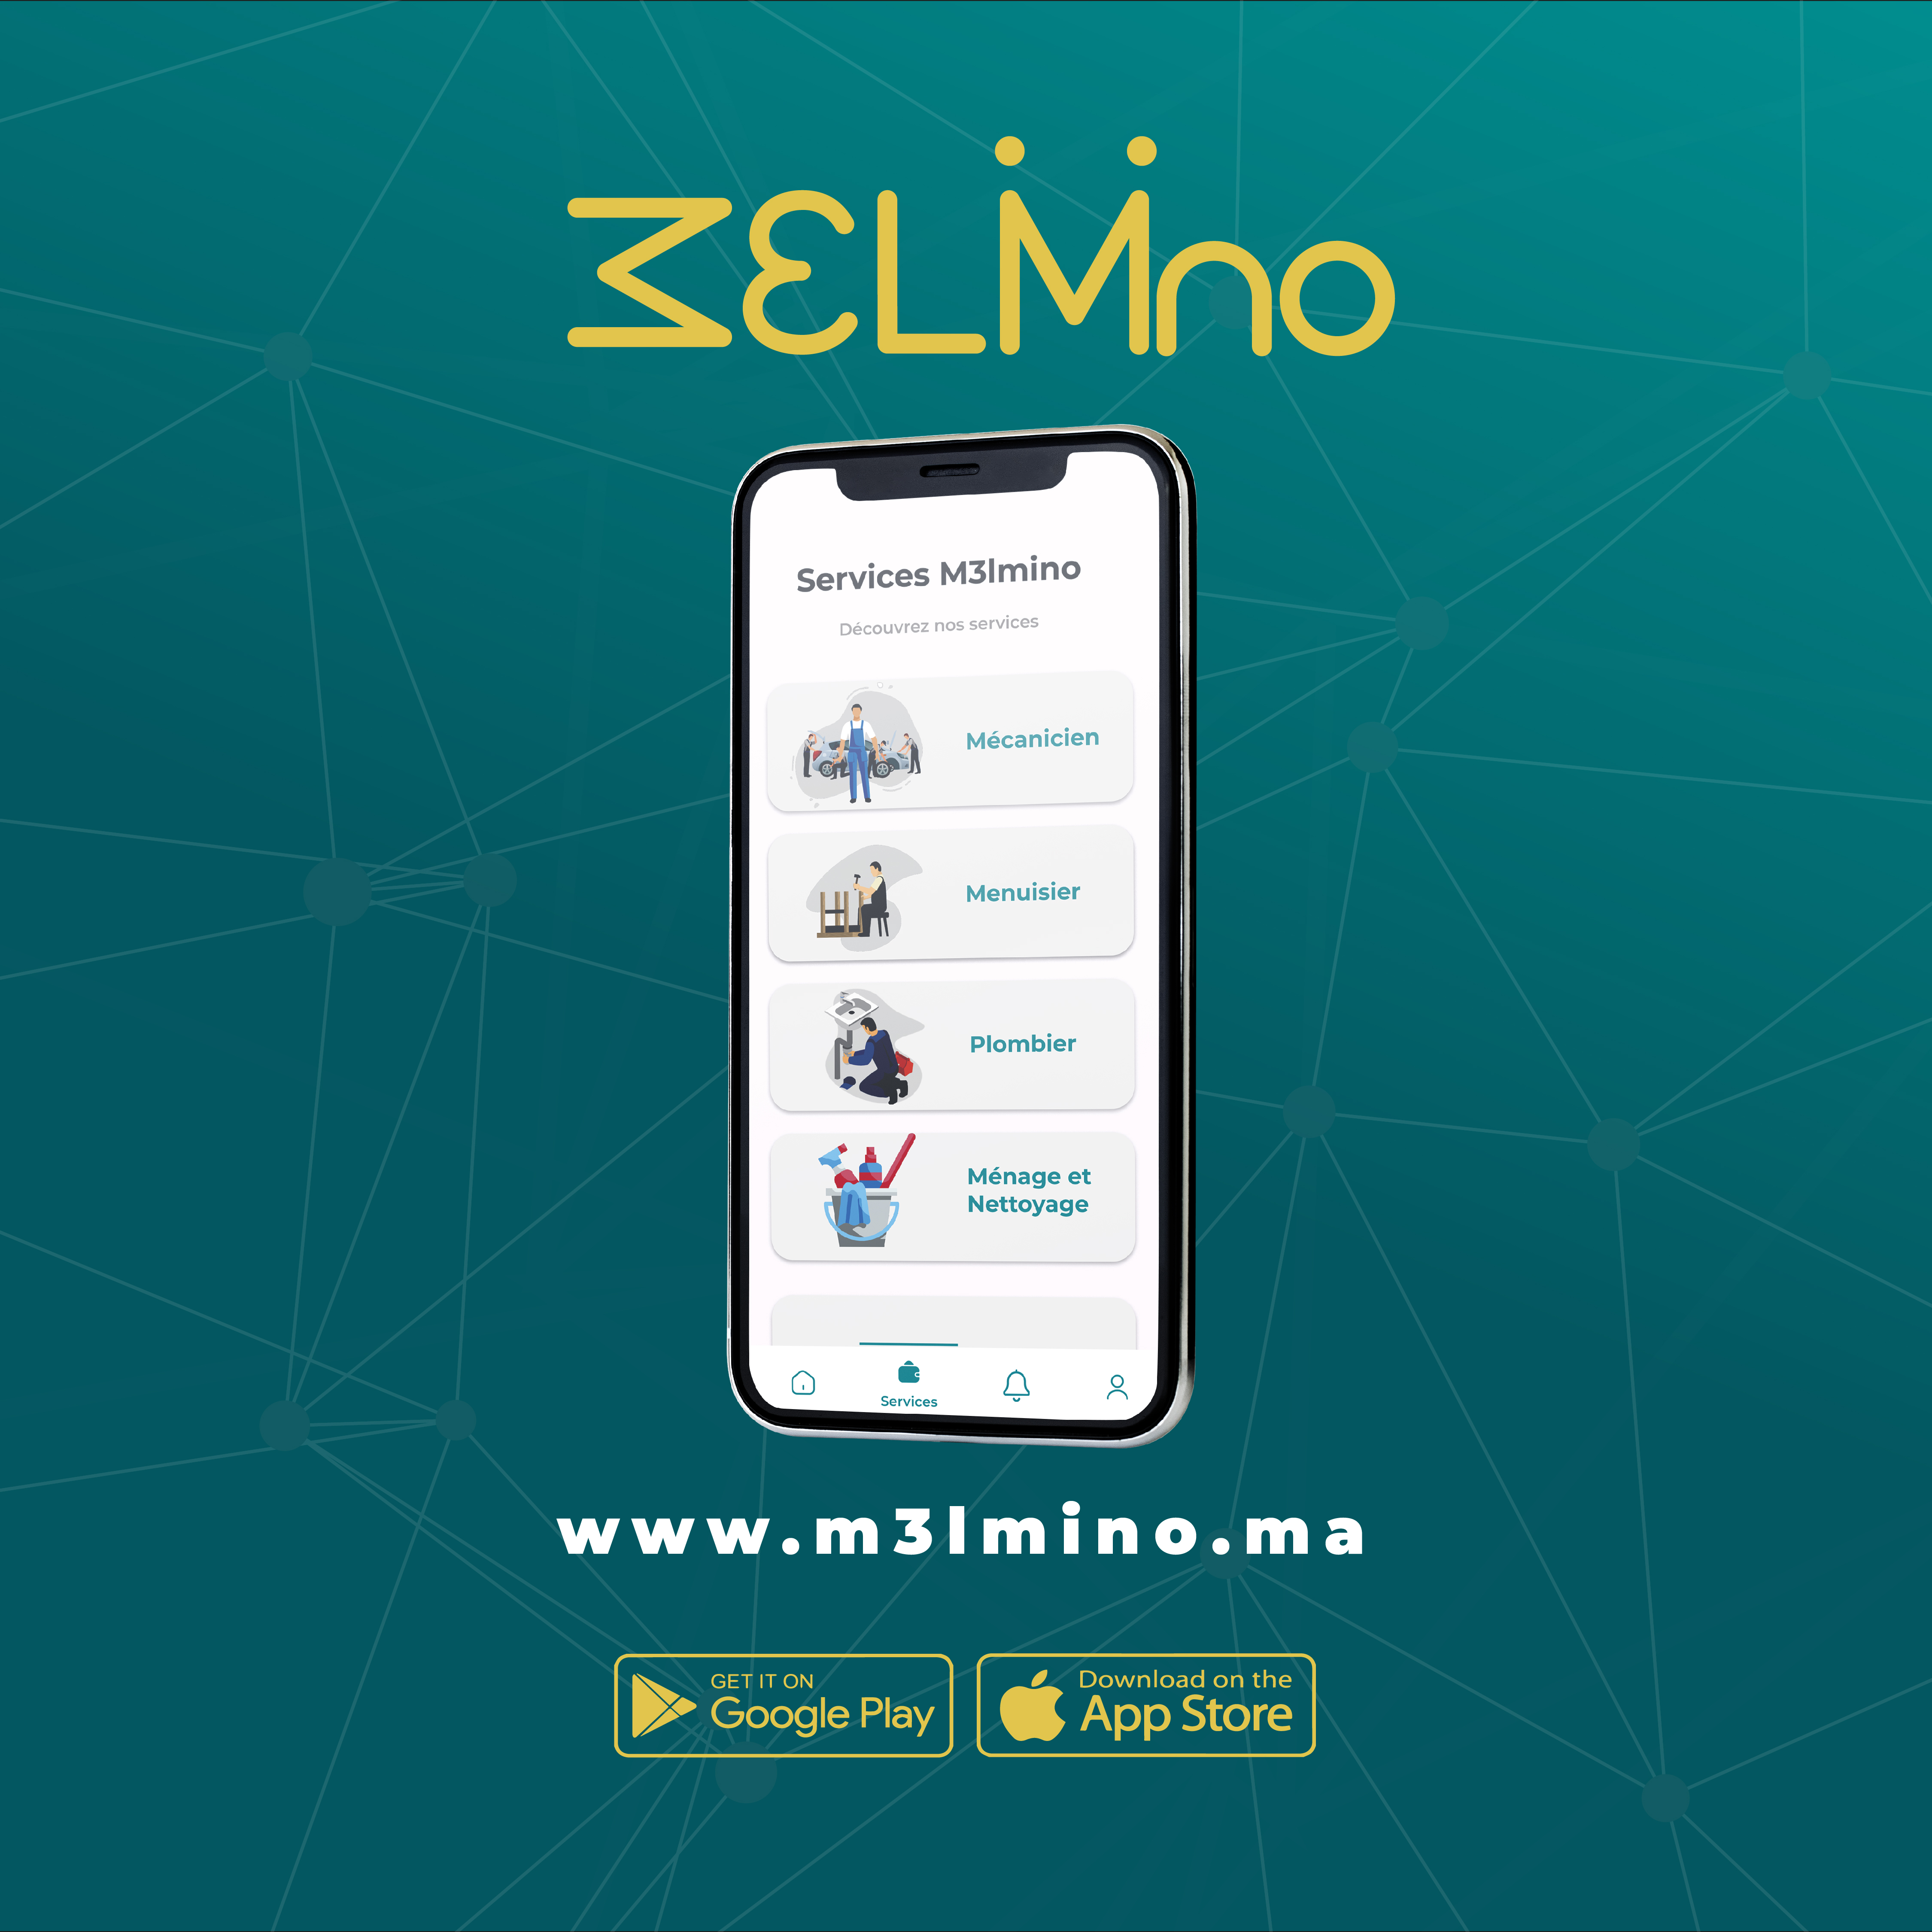 MƐLMino
Services M3lmino
Découvrez nos services
Mécanicien
Menuisier
Plombier
Ménage et
Nettoyage
Services
www.m3lmino.ma
GET IT ON
Google Play
Download on the
App Store